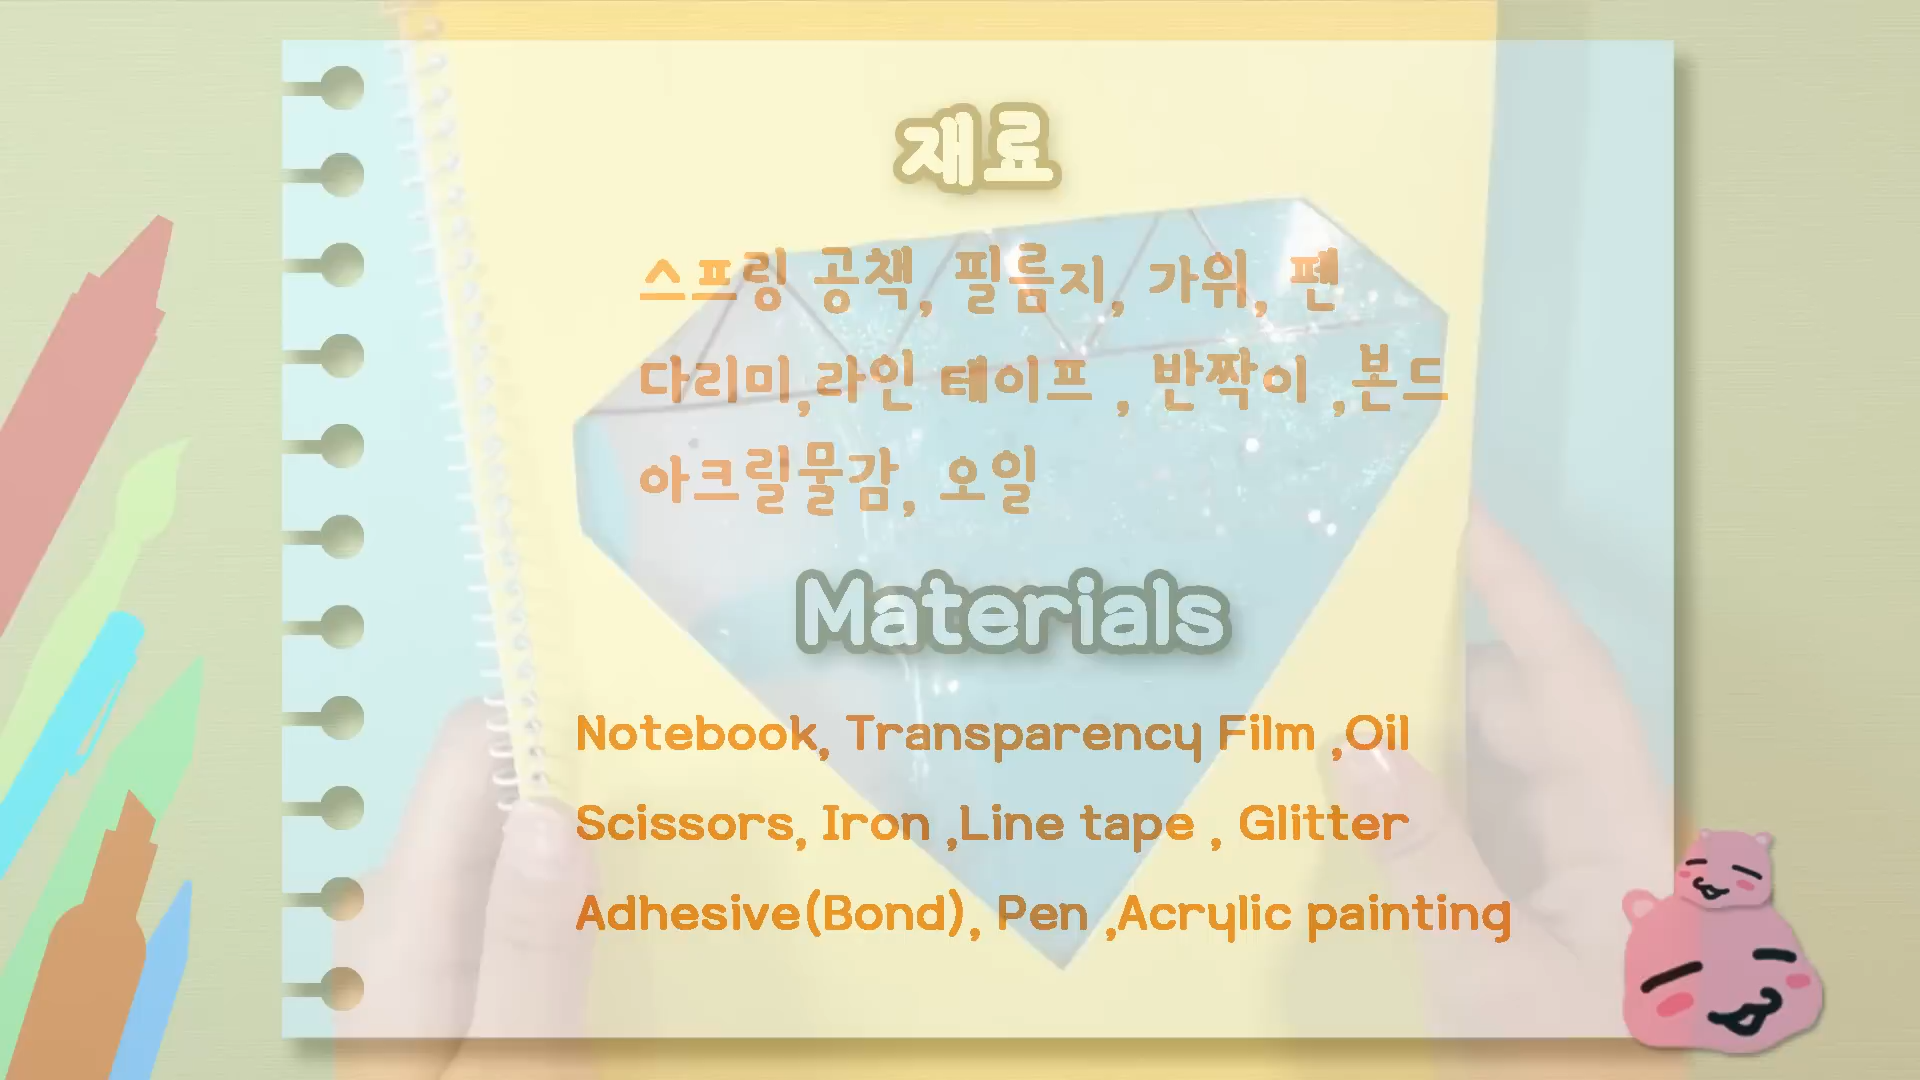 재료
스프링 공책, 필름지, 가위, 팬
다리미,라인 테이프 , 반짝이 ,본드
아크릴물감, 오일
Materials
Notebook, Transparency Film ,Oil
Scissors, Iron ,Line tape , Glitter
Adhesive(Bond), Pen ,Acrylic painting